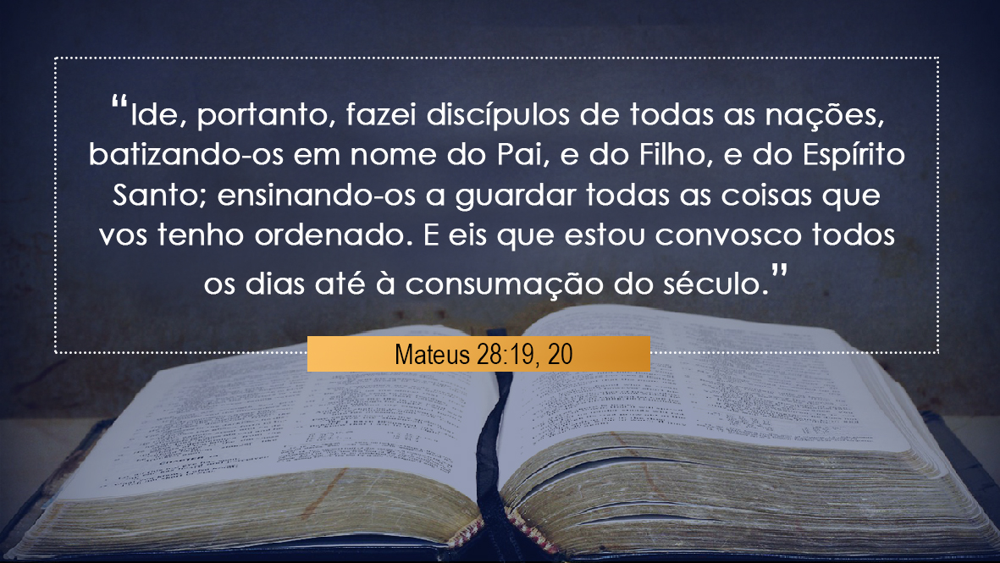 “Ide, portanto, fazei discípulos de todas as nações,
batizando-os em nome do Pai, e do Filho, e do Espírito
Santo; ensinando-os a guardar todas as coisas que
vos tenho ordenado. E eis que estou convosco todos
os dias até à consumação do século.”
Mateus 28:19, 20